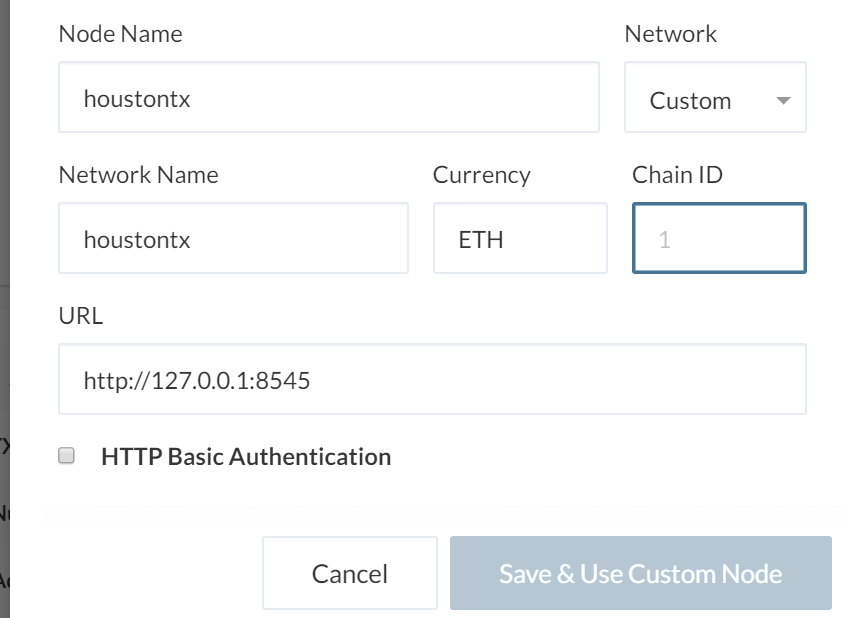 Node Name Network
houstontx Custom
Network Name Currency Chain ID
houstontx ETH 1
URL
http://127.0.0.1:8545
HTTP Basic Authentication
Cancel Save & Use Custom Node